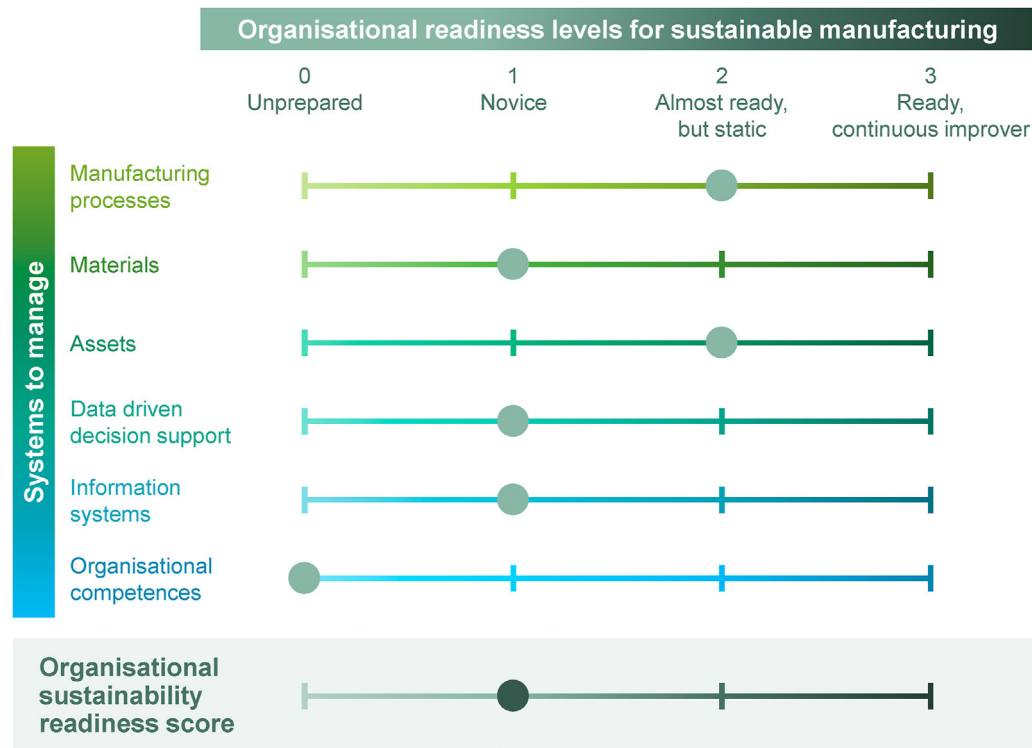 Organisational readiness levels for sustainable manufacturing
0
Unprepared
1
Novice
2
Almost ready,
but static
3
Ready,
continuous improver
Systems to manage
Manufacturing
processes
Materials
Assets
Data driven
decision support
Information
systems
Organisational
competences
Organisational
sustainability
readiness score